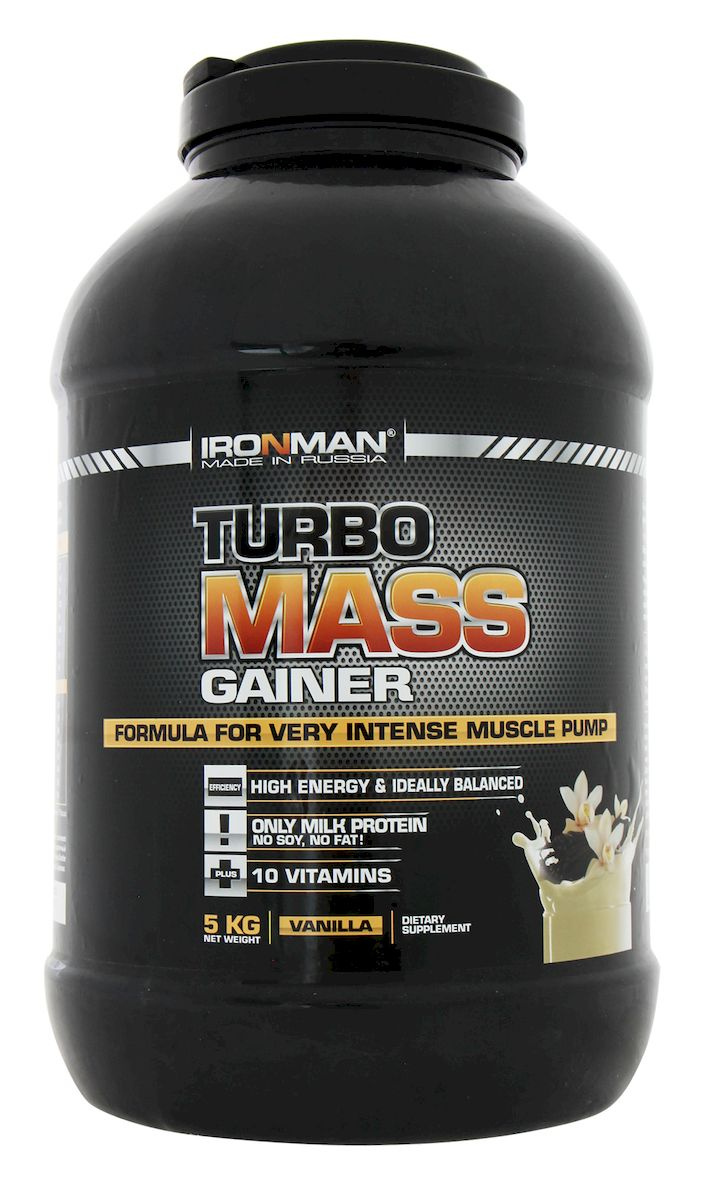 IRONMAN®
MADE IN RUSSIA
TURBO
MASS
GAINER
FORMULA FOR VERY INTENSE MUSCLE PUMP
EFFICIENCY HIGH ENERGY & IDEALLY BALANCED
! ONLY MILK PROTEIN
NO SOY, NO FAT!
PLUS 10 VITAMINS
5 KG
NET WEIGHT
VANILLA
DIETARY
SUPPLEMENT